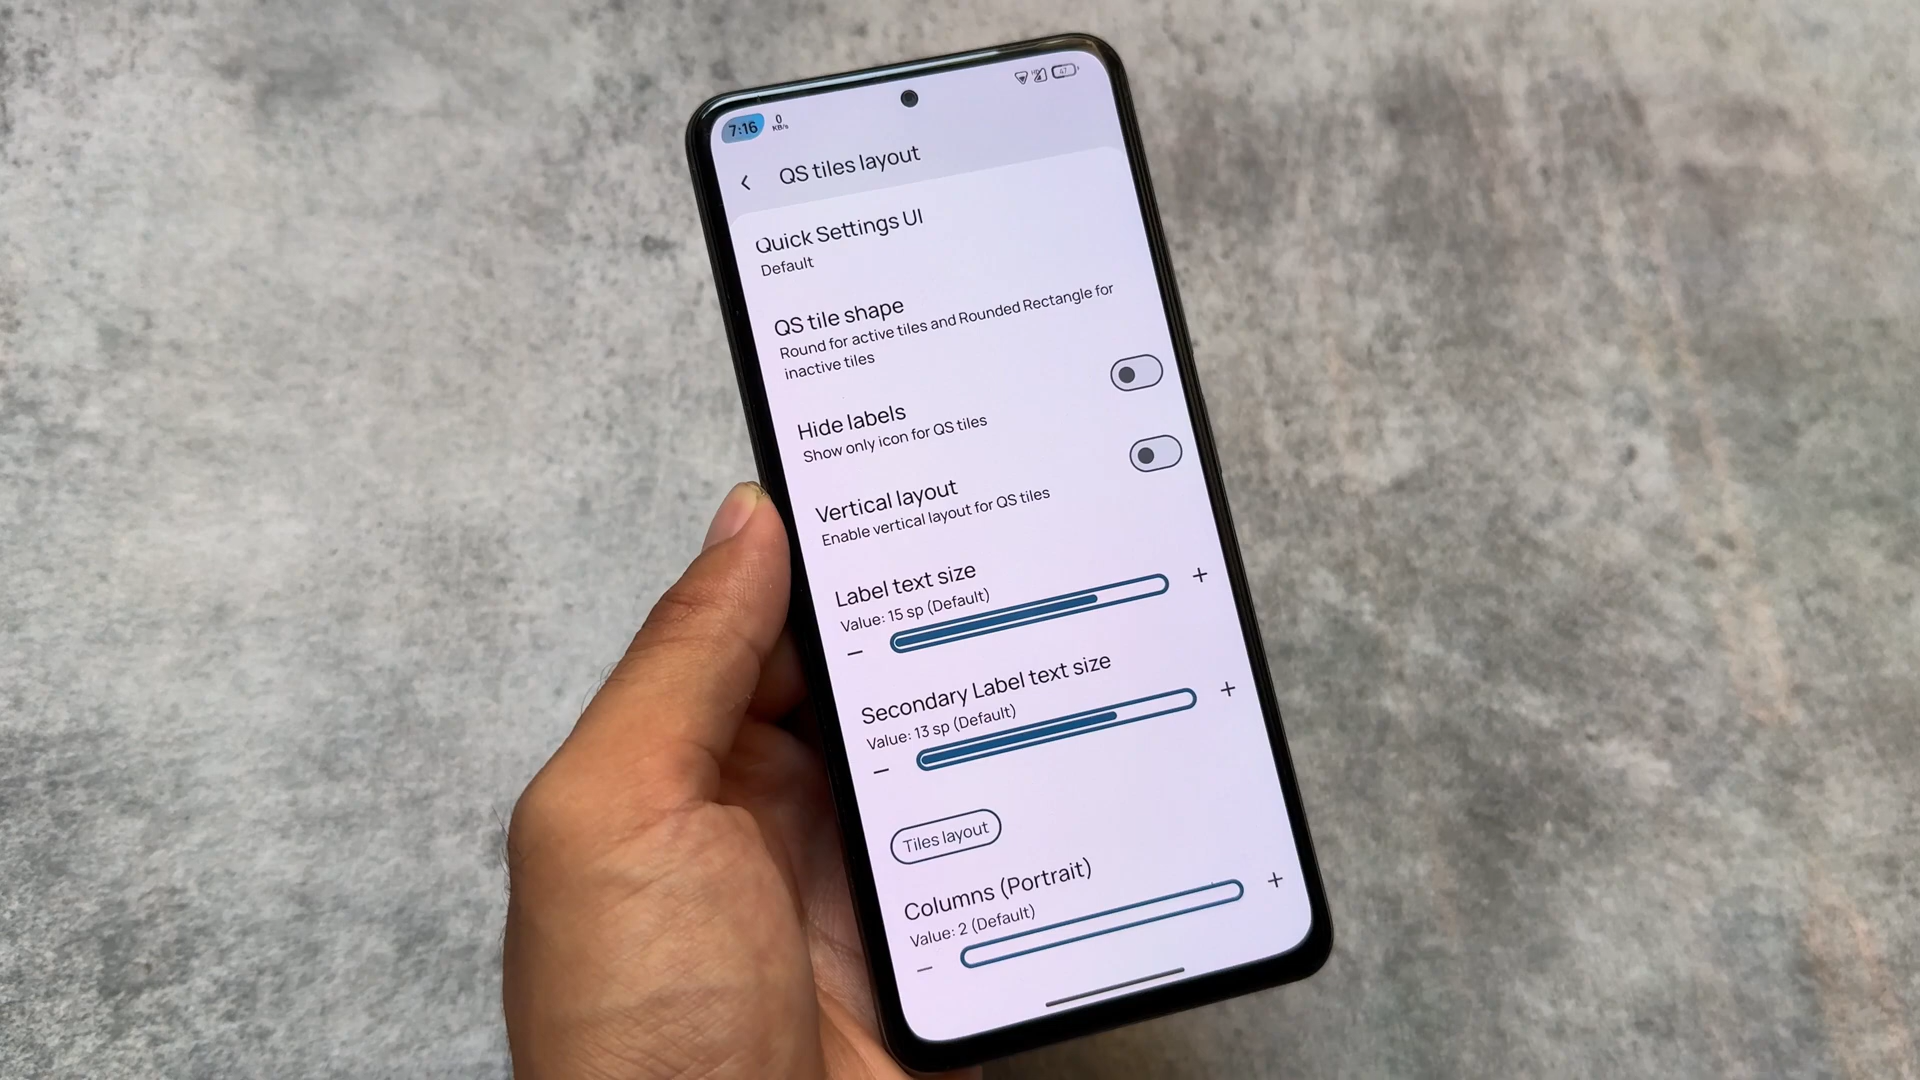 7:16
0
KB/s
47
QS tiles layout
Quick Settings UI
Default
QS tile shape
Round for active tiles and Rounded Rectangle for
inactive tiles
Hide labels
Show only icon for QS tiles
Vertical layout
Enable vertical layout for QS tiles
Label text size
Value: 15 sp (Default)
Secondary Label text size
Value: 13 sp (Default)
Tiles layout
Columns (Portrait)
Value: 2 (Default)